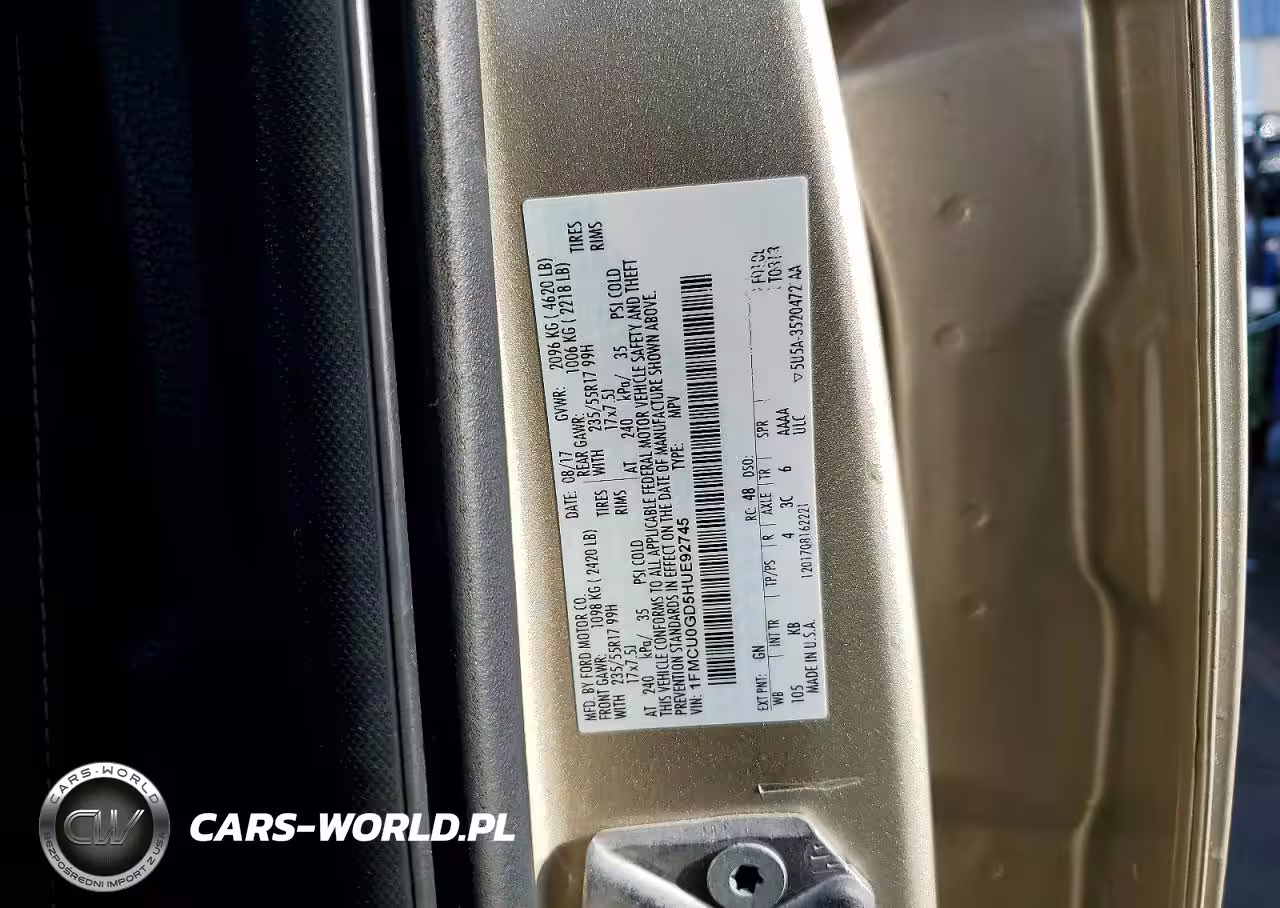 MFD. BY FORD MOTOR CO.
DATE: 08/17 GVWR: 2096 KG ( 4620 LB)
FRONT GAWR: 1098 KG ( 2420 LB) REAR GAWR: 1006 KG ( 2218 LB)
WITH 235/55R17 99H TIRES WITH 235/55R17 99H TIRES
17x7.5J RIMS 17x7.5J RIMS
AT 240 kPa/ 35 PSI COLD AT 240 kPa/ 35 PSI COLD
THIS VEHICLE CONFORMS TO ALL APPLICABLE FEDERAL MOTOR VEHICLE SAFETY AND THEFT
PREVENTION STANDARDS IN EFFECT ON THE DATE OF MANUFACTURE SHOWN ABOVE.
VIN: 1FMCU0GD5HUE92745 TYPE: MPV
EXT PNT: GN RC: 48 DSO:
WB INT TR TP/PS R AXLE TR SPR
105 KB 4 3C 6 AAAA
MADE IN U.S.A. 1201708162221 ULC
▽5U5A-3520472 AA
CARS-WORLD
CW
BEZPOŚREDNI IMPORT Z USA
CARS-WORLD.PL